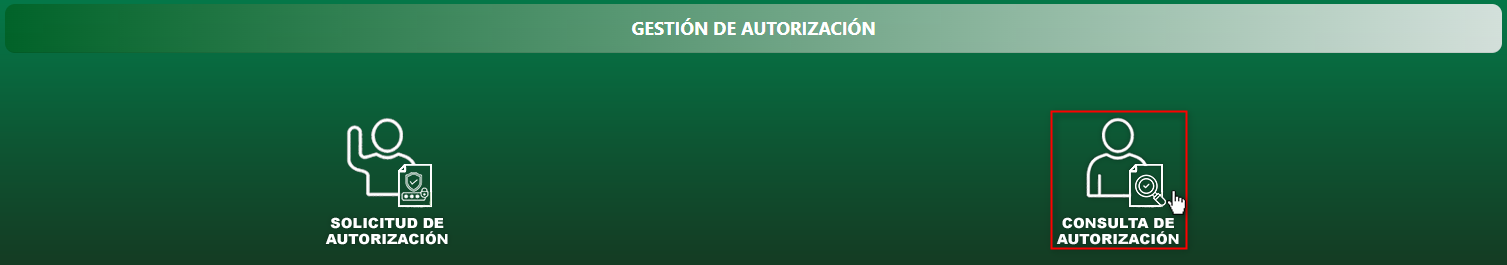 GESTIÓN DE AUTORIZACIÓN
SOLICITUD DE
AUTORIZACIÓN
CONSULTA DE
AUTORIZACIÓN